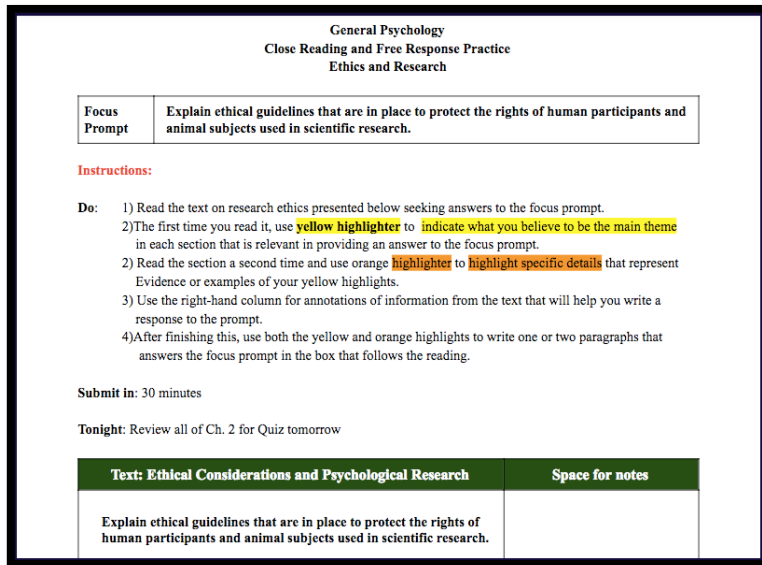 General Psychology
Close Reading and Free Response Practice
Ethics and Research
Focus Prompt
Explain ethical guidelines that are in place to protect the rights of human participants and
animal subjects used in scientific research.
Instructions:
Do: 1) Read the text on research ethics presented below seeking answers to the focus prompt.
2)The first time you read it, use yellow highlighter to indicate what you believe to be the main theme
in each section that is relevant in providing an answer to the focus prompt.
2) Read the section a second time and use orange highlighter to highlight specific details that represent
Evidence or examples of your yellow highlights.
3) Use the right-hand column for annotations of information from the text that will help you write a
response to the prompt.
4)After finishing this, use both the yellow and orange highlights to write one or two paragraphs that
answers the focus prompt in the box that follows the reading.
Submit in: 30 minutes
Tonight: Review all of Ch. 2 for Quiz tomorrow
Text: Ethical Considerations and Psychological Research
Space for notes
Explain ethical guidelines that are in place to protect the rights of
human participants and animal subjects used in scientific research.